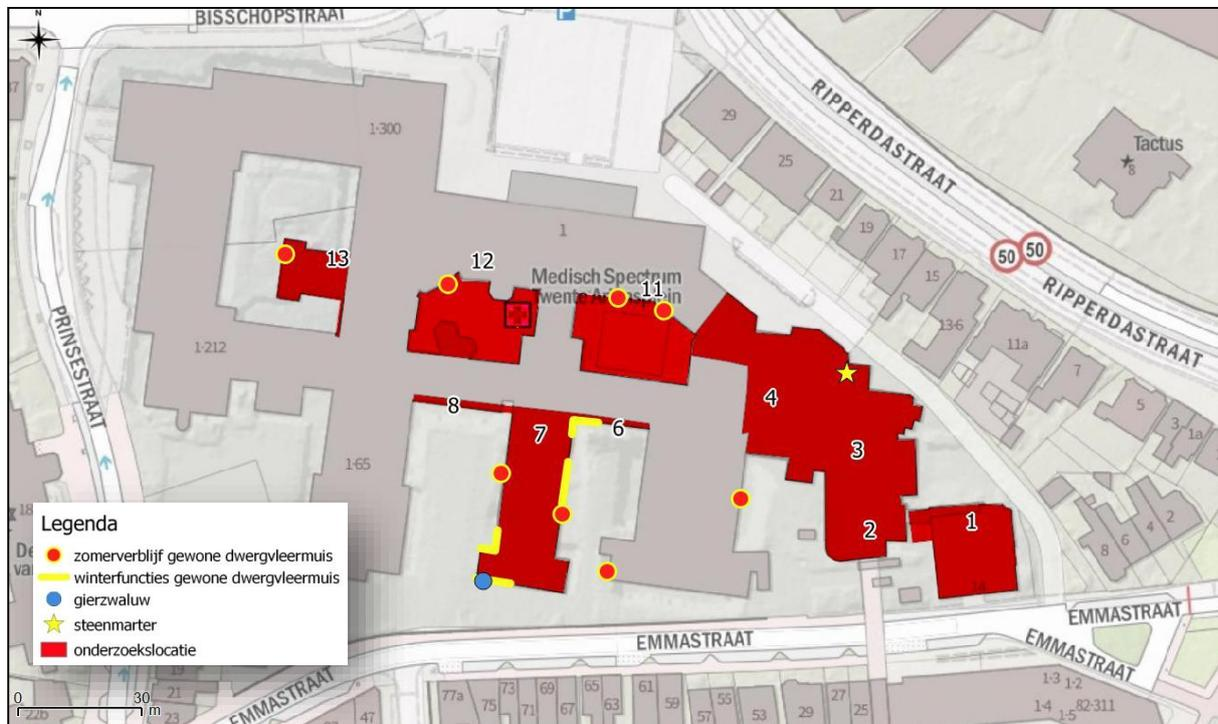 N
BISSCHOPSTRAAT
RIPPERDASTRAAT
29
25
21
19
17
15
13-6
11a
7
5
3
1a
Tactus
8
50
50
RIPPERDASTRAAT
1-300
1
13
12
Medisch Spectrum
11
PRINSESTRAAT
1-212
8
7
6
4
3
2
1
1-65
2
4
6
8
Legenda
zomerverblijf gewone dwergvleermuis
winterfuncties gewone dwergvleermuis
gierzwaluw
steenmarter
onderzoekslocatie
EMMASTRAAT
EMMASTRAAT
EMMASTRAAT
EMMASTRAAT
0
30
m
22b
19
21
23
47
77a
75
73
71
69
67
65
63
61
59
57
55
53
29
27
25
1-3
1-2
1-4
1-5
82-311